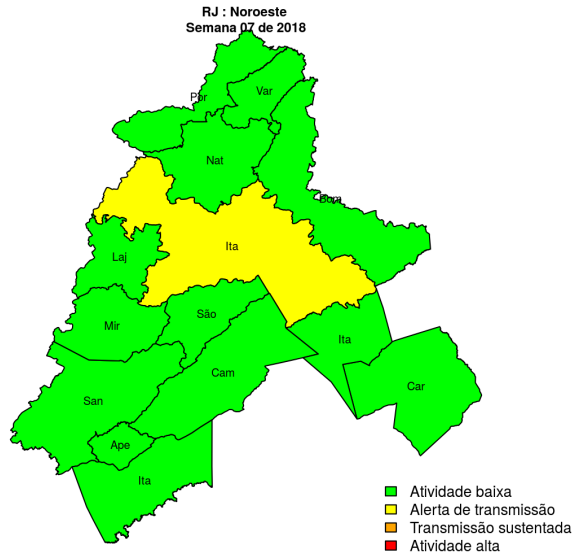 RJ : Noroeste
Semana 07 de 2018
Por
Var
Nat
Bom
Ita
Laj
São
Mir
Ita
Cam
Car
San
Ape
Ita
Atividade baixa
Alerta de transmissão
Transmissão sustentada
Atividade alta